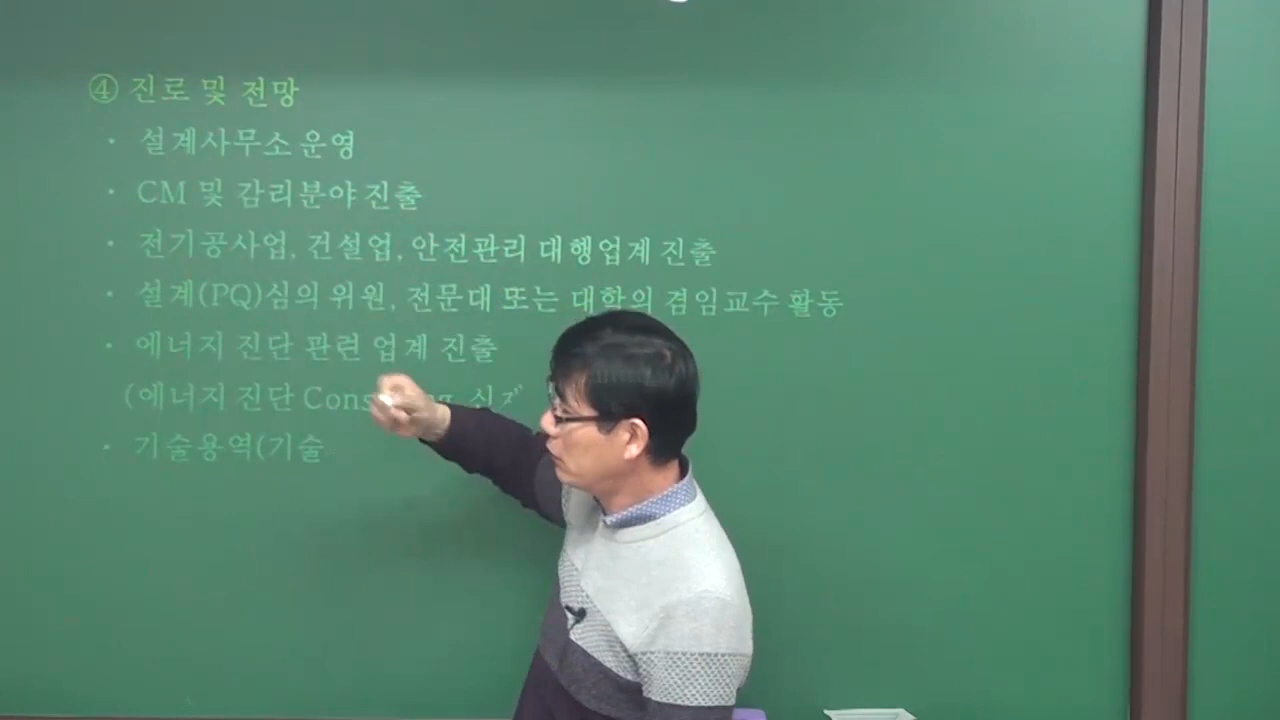 ④ 진로 및 전망
· 설계사무소 운영
· CM 및 감리분야 진출
· 전기공사업, 건설업, 안전관리 대행업계 진출
· 설계(PQ)심의 위원, 전문대 또는 대학의 겸임교수 활동
· 에너지 진단 관련 업계 진출
(에너지 진단
· 기술용역(기술